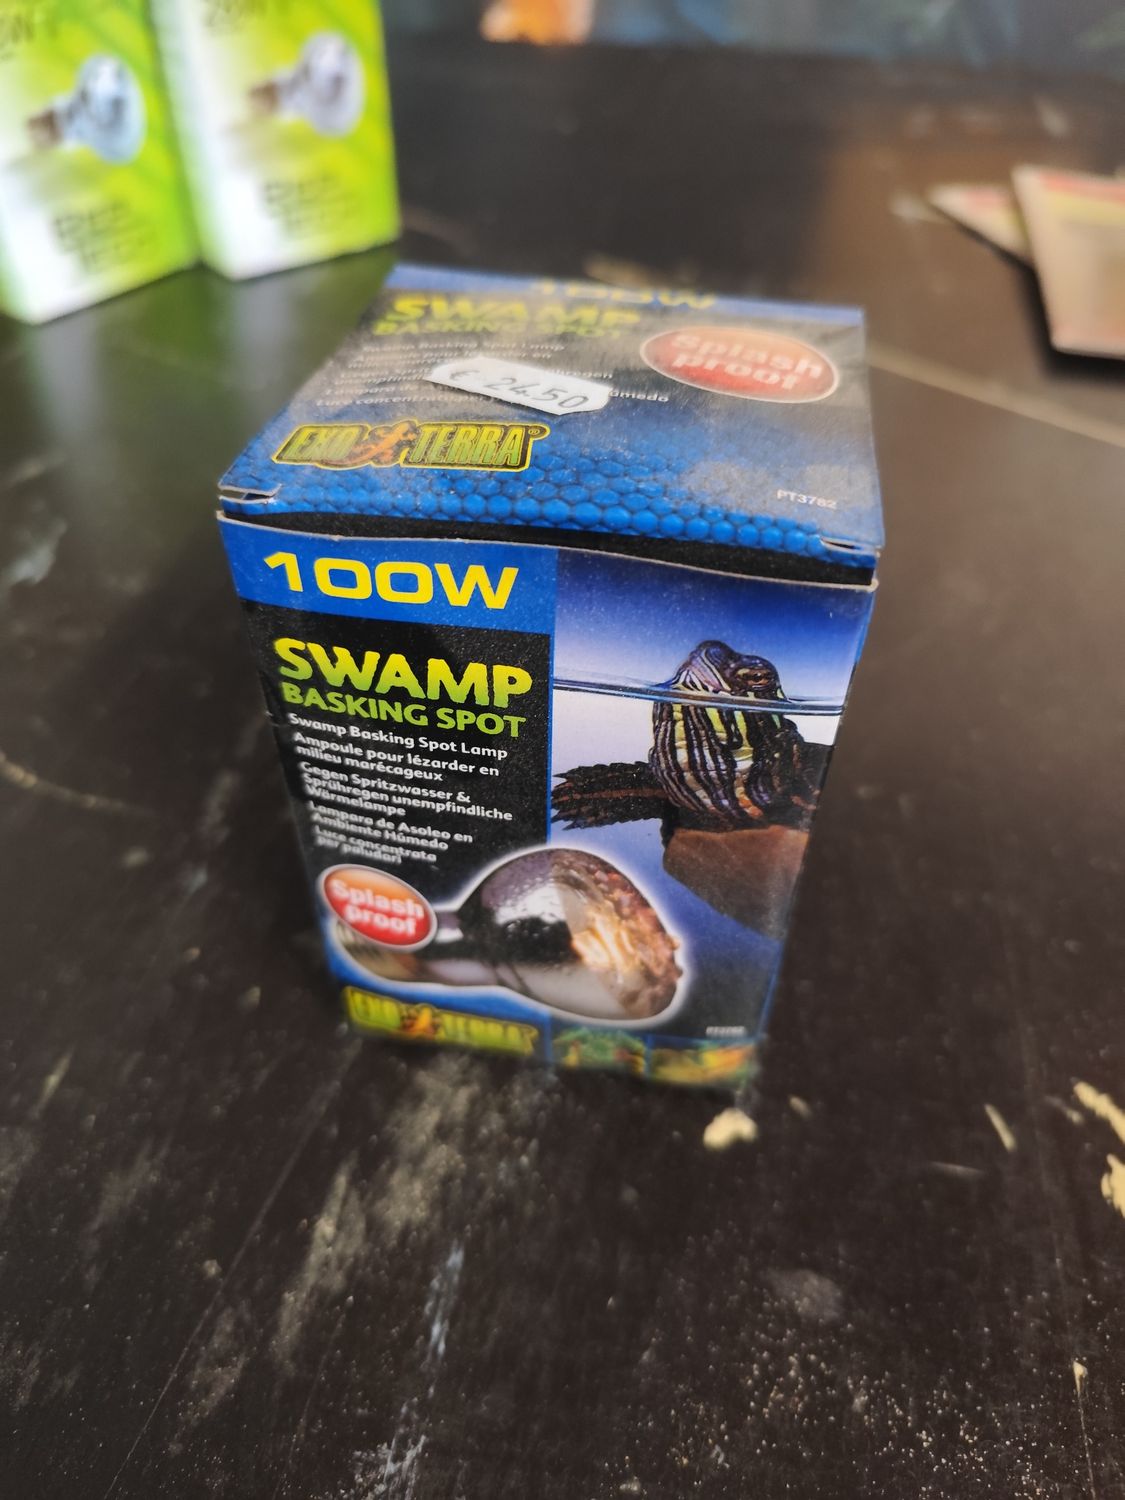 100W
SWAMP
BASKING SPOT
Splash
proof
€ 24.50
úmedo
EXO TERRA®
PT3782
100W
SWAMP
BASKING SPOT
Swamp Basking Spot Lamp
Ampoule pour lézarder en
milieu marécageux
Gegen Spritzwasser &
Sprühregen unempfindliche
Wärmelampe
Lampara de Asoleo en
Ambiente Húmedo
Luce concentrata
per paludari
Splash
proof
EXO TERRA